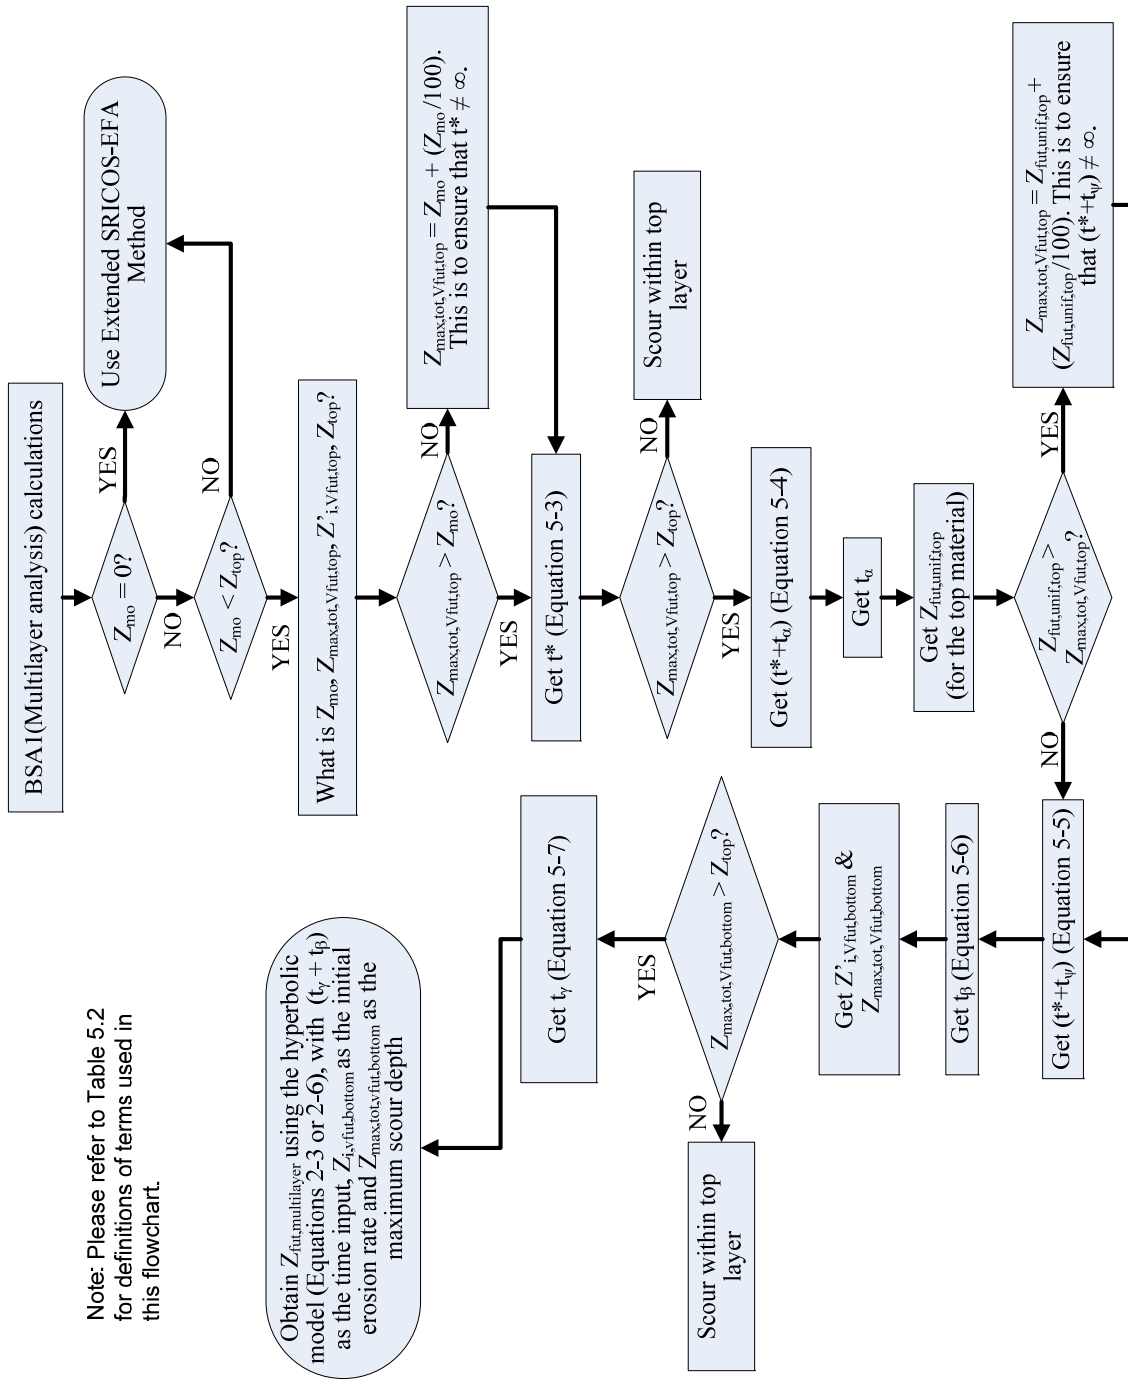 BSA1(Multilayer analysis) calculations
Z_mo = 0?
YES
Use Extended SRICOS-EFA
Method
NO
Z_mo < Z_top?
NO
YES
What is Z_mo, Z_max,tot,Vfut,top, Z'_i,Vfut,top, Z_top?
Z_max,tot,Vfut,top > Z_mo?
NO
Z_max,tot,Vfut,top = Z_mo + (Z_mo /100).
This is to ensure that t* ≠ ∞.
YES
Get t* (Equation 5-3)
Z_max,tot,Vfut,top > Z_top?
NO
Scour within top
layer
YES
Get (t*+t_α) (Equation 5-4)
Get t_α
Get Z_fut,unif,top
(for the top material)
Z_fut,unif,top >
Z_max,tot,Vfut,top?
YES
Z_max,tot,Vfut,top = Z_fut,unif,top +
(Z_fut,unif,top/100). This is to ensure
that (t*+t_ψ) ≠ ∞.
NO
Get (t*+t_ψ) (Equation 5-5)
Get t_β (Equation 5-6)
Get Z'_i,Vfut,bottom &
Z_max,tot,Vfut,bottom
Z_max,tot,Vfut,bottom > Z_top?
NO
Scour within top
layer
YES
Get t_γ (Equation 5-7)
Obtain Z_fut,multilayer using the hyperbolic
model (Equations 2-3 or 2-6), with (t_γ + t_β)
as the time input, Z_i,vfut,bottom as the initial
erosion rate and Z_max,tot,vfut,bottom as the
maximum scour depth
Note: Please refer to Table 5.2
for definitions of terms used in
this flowchart.